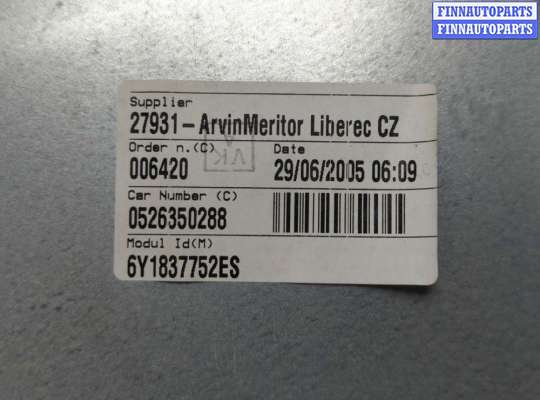 FINNAUTOPARTS
FINNAUTOPARTS
Supplier
27931-ArvinMeritor Liberec CZ
Order n.(C) Date
006420 29/06/2005 06:09
VK
Car Number (C)
0526350288
Modul Id(M)
6Y1837752ES